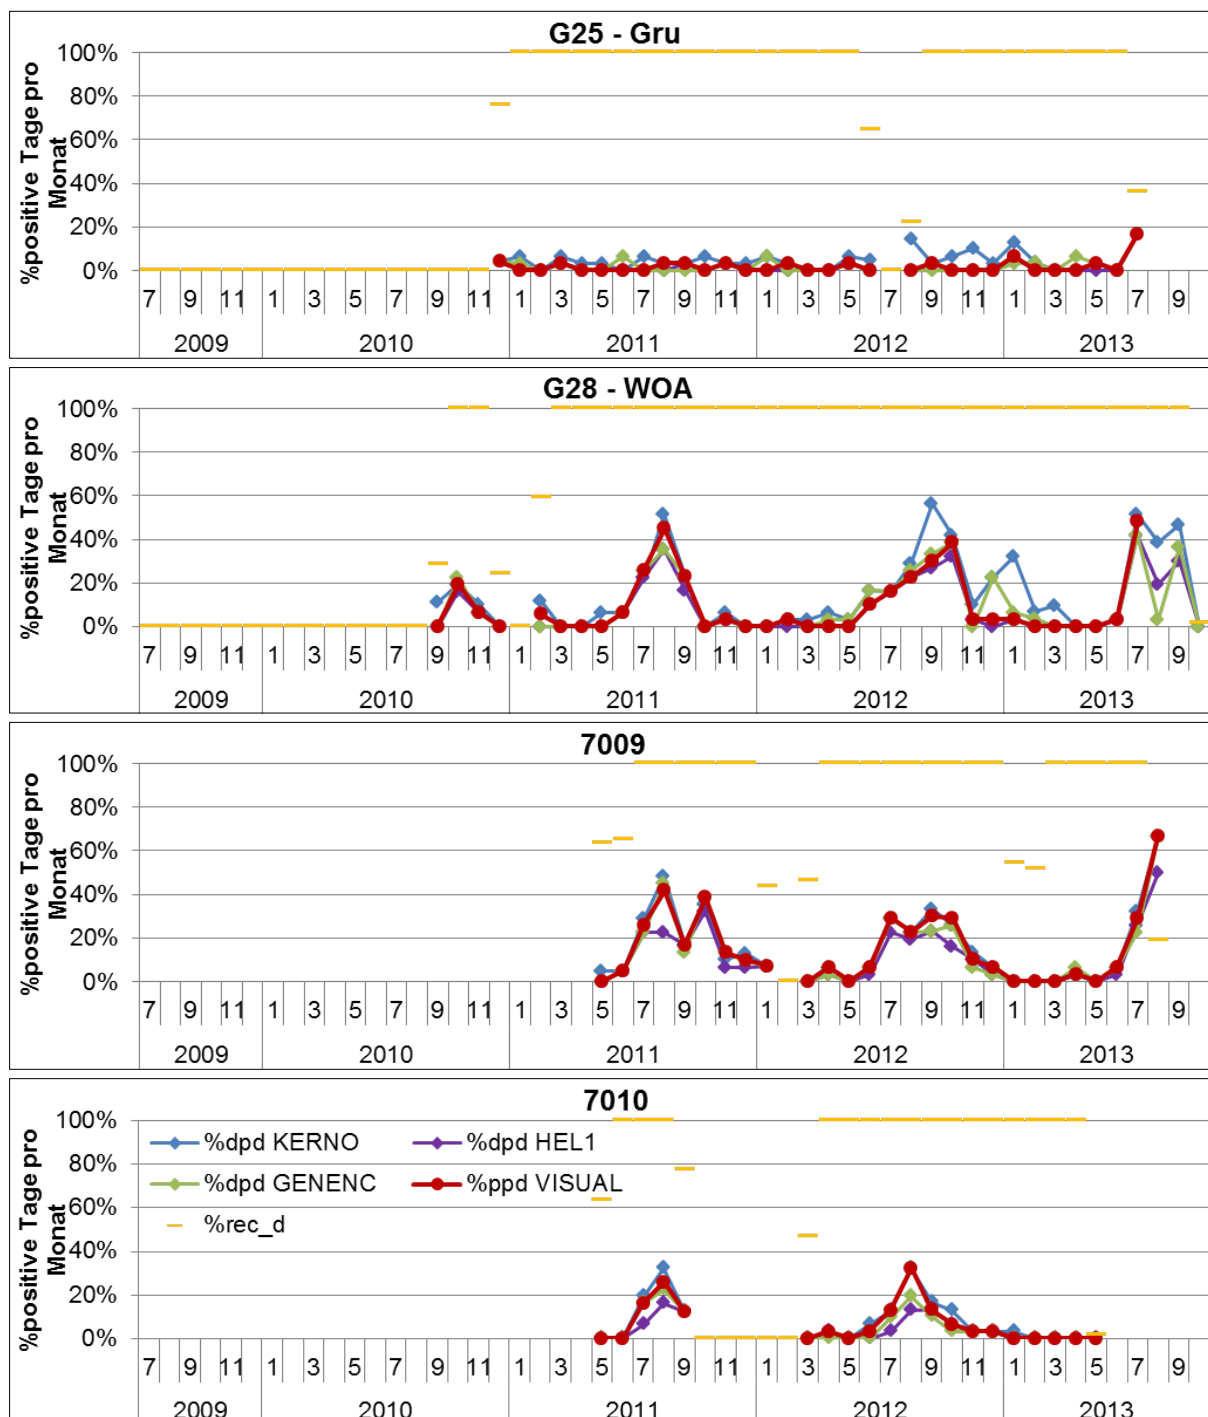 G25 - Gru
%positive Tage pro
Monat
100%
80%
60%
40%
20%
0%
7 9 11 1 3 5 7 9 11 1 3 5 7 9 11 1 3 5 7 9 11 1 3 5 7 9
2009 2010 2011 2012 2013
G28 - WOA
%positive Tage pro
Monat
100%
80%
60%
40%
20%
0%
7 9 11 1 3 5 7 9 11 1 3 5 7 9 11 1 3 5 7 9 11 1 3 5 7 9
2009 2010 2011 2012 2013
7009
%positive Tage pro
Monat
100%
80%
60%
40%
20%
0%
7 9 11 1 3 5 7 9 11 1 3 5 7 9 11 1 3 5 7 9 11 1 3 5 7 9
2009 2010 2011 2012 2013
7010
%positive Tage pro
Monat
100%
80%
60%
40%
20%
0%
%dpd KERNO %dpd HEL1
%dpd GENENC %ppd VISUAL
%rec_d
7 9 11 1 3 5 7 9 11 1 3 5 7 9 11 1 3 5 7 9 11 1 3 5 7 9
2009 2010 2011 2012 2013